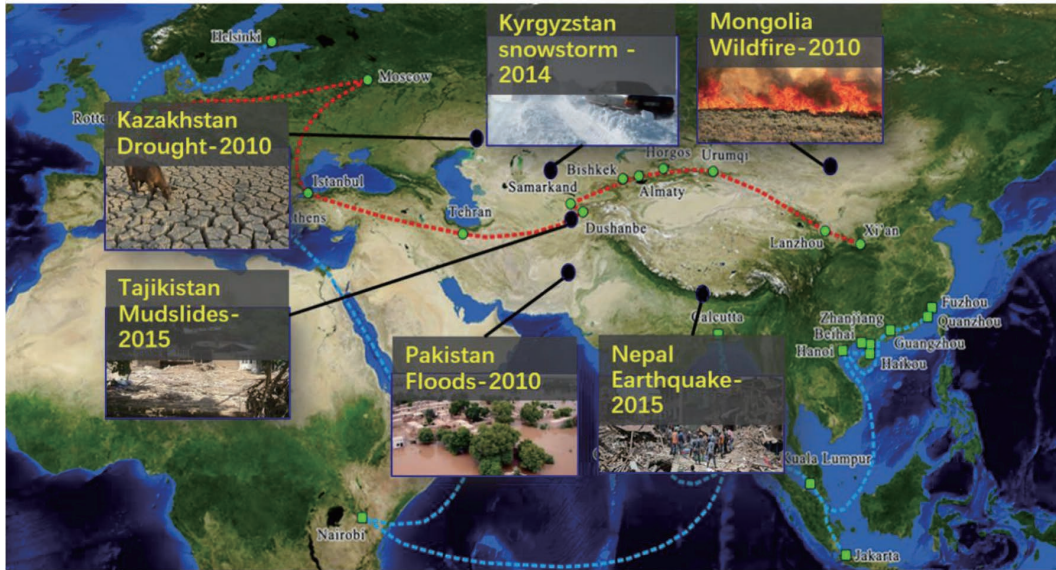 Helsinki
Moscow
Rotte
Kyrgyzstan
snowstorm -
2014
Mongolia
Wildfire-2010
Kazakhstan
Drought-2010
Istanbul
thens
Tehran
Samarkand
Bishkek
Horgos
Urumqi
Almaty
Dushanbe
Lanzhou
Xi'an
Tajikistan
Mudslides-
2015
Pakistan
Floods-2010
Nepal
Earthquake-
2015
Calcutta
Fuzhou
Quanzhou
Zhanjiang
Beihai
Guangzhou
Hanoi
Haikou
Kuala Lumpur
Nairobi
Jakarta